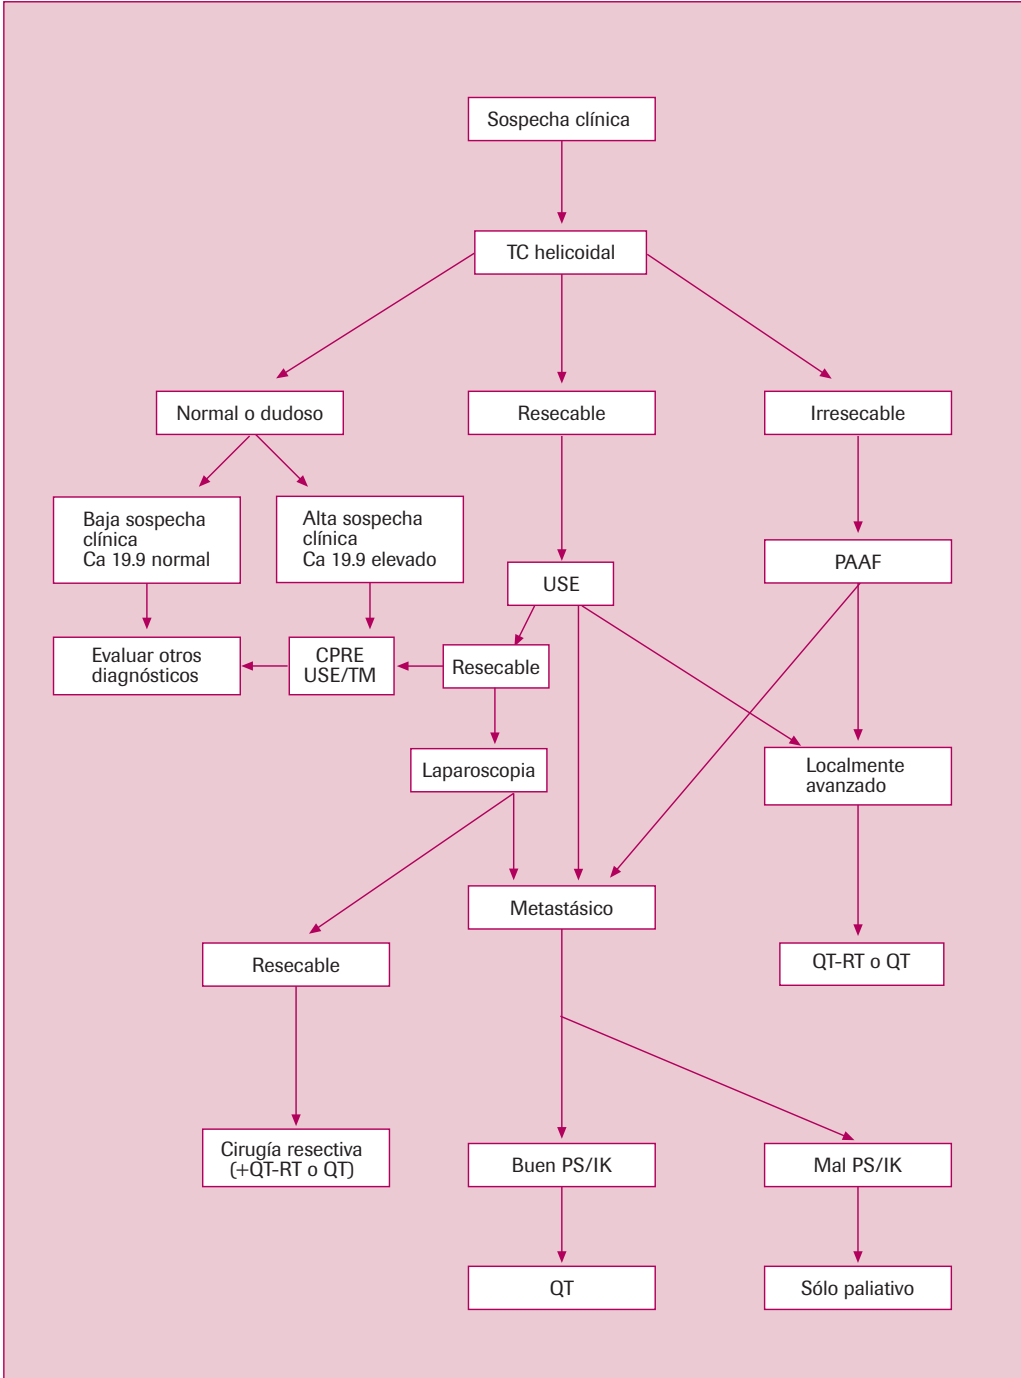 Sospecha clínica
TC helicoidal
Normal o dudoso
Resecable
Irresecable
Baja sospecha
clínica
Ca 19.9 normal
Alta sospecha
clínica
Ca 19.9 elevado
PAAF
USE
Evaluar otros
diagnósticos
CPRE
USE/TM
Resecable
Laparoscopia
Localmente
avanzado
Metastásico
Resecable
QT-RT o QT
Cirugía resectiva
(+QT-RT o QT)
Buen PS/IK
Mal PS/IK
QT
Sólo paliativo